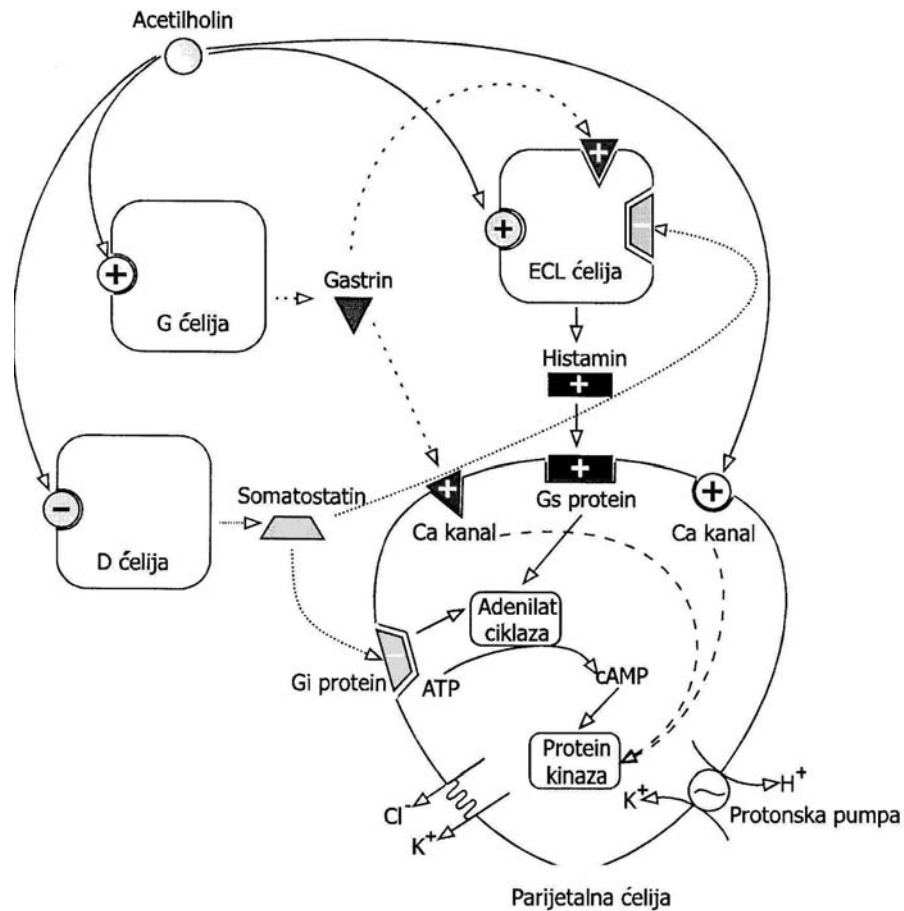 Acetilholin
+
+
+
ECL ćelija
–
G ćelija
Gastrin
+
Histamin
+
+
Gs protein
+
Ca kanal
+
Ca kanal
–
D ćelija
Somatostatin
Adenilat
ciklaza
–
Gi protein
ATP
cAMP
Protein
kinaza
Cl-
K+
K+
~
H+
Protonska pumpa
Parijetalna ćelija